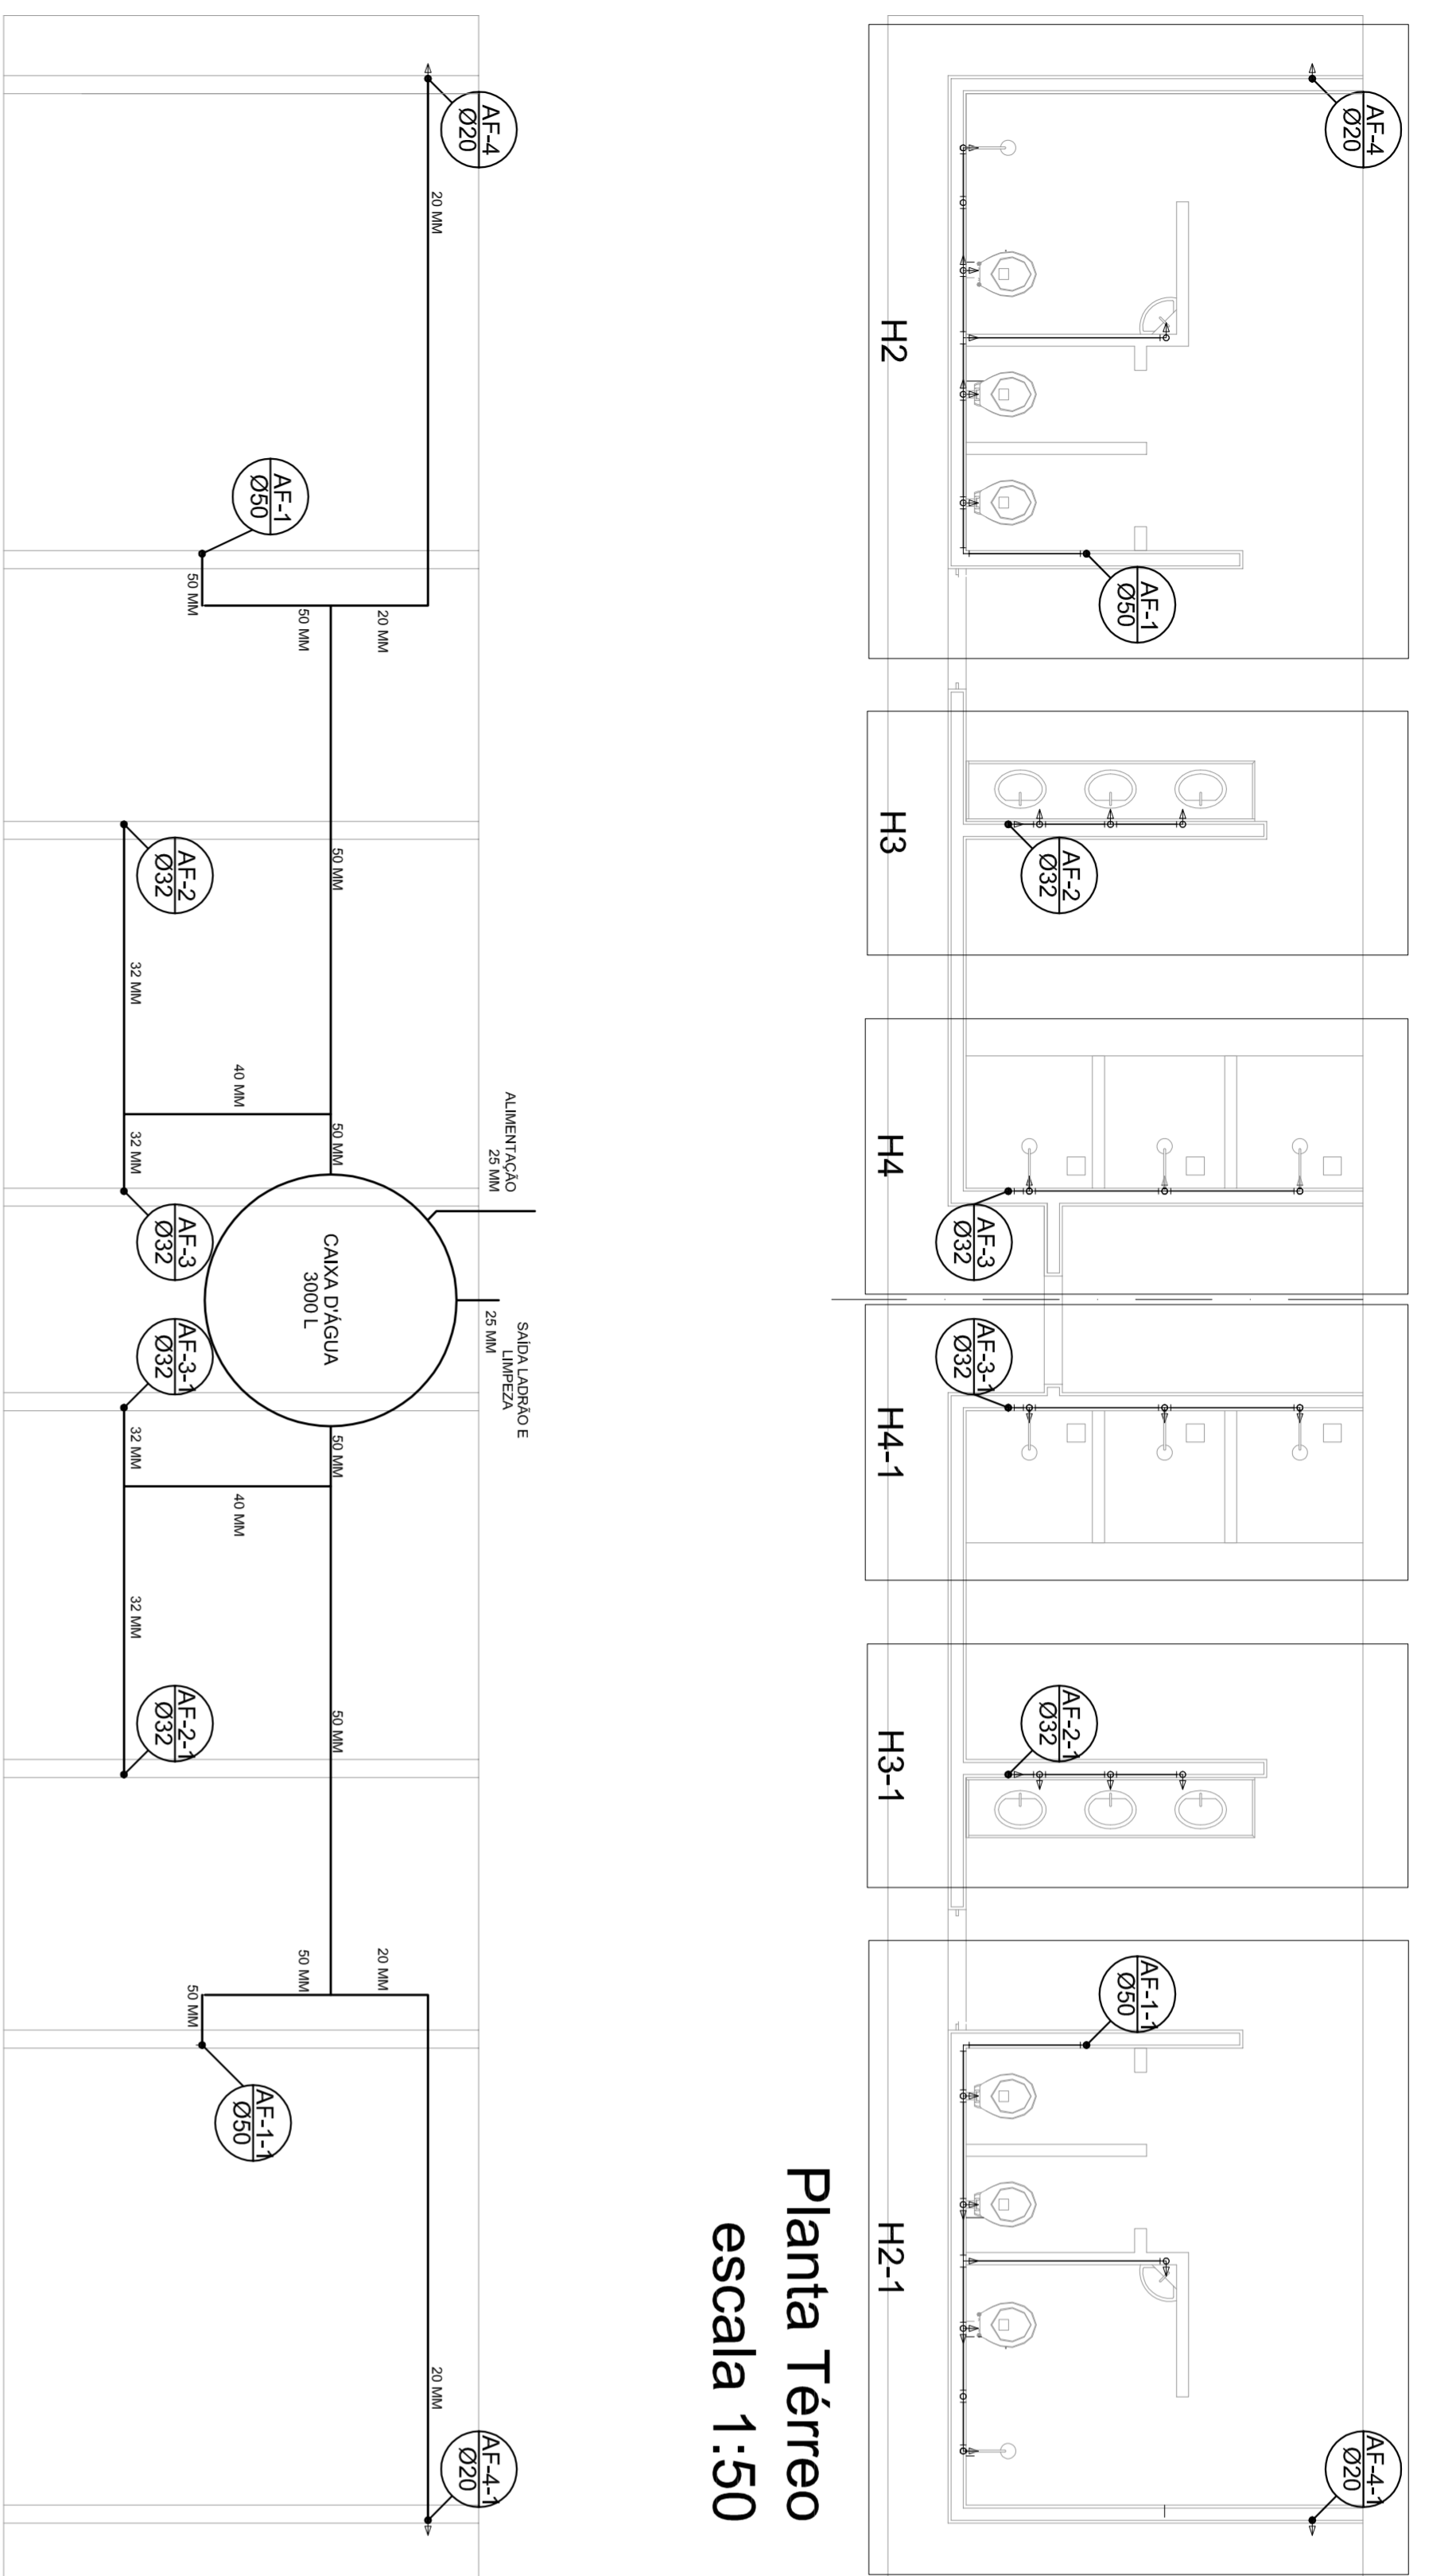 AF-4
Ø20
AF-1
Ø50
H2
AF-2
Ø32
H3
AF-3
Ø32
H4
AF-3-1
Ø32
H4-1
AF-2-1
Ø32
H3-1
AF-1-1
Ø50
AF-4-1
Ø20
H2-1
Planta Térreo
escala 1:50
AF-4
Ø20
20 MM
AF-1
Ø50
50 MM
50 MM
20 MM
50 MM
AF-2
Ø32
32 MM
40 MM
32 MM
50 MM
ALIMENTAÇÃO
25 MM
AF-3
Ø32
CAIXA D'ÁGUA
3000 L
SAÍDA LADRÃO E
LIMPEZA
25 MM
AF-3-1
Ø32
32 MM
50 MM
40 MM
32 MM
AF-2-1
Ø32
50 MM
20 MM
50 MM
50 MM
AF-1-1
Ø50
20 MM
AF-4-1
Ø20